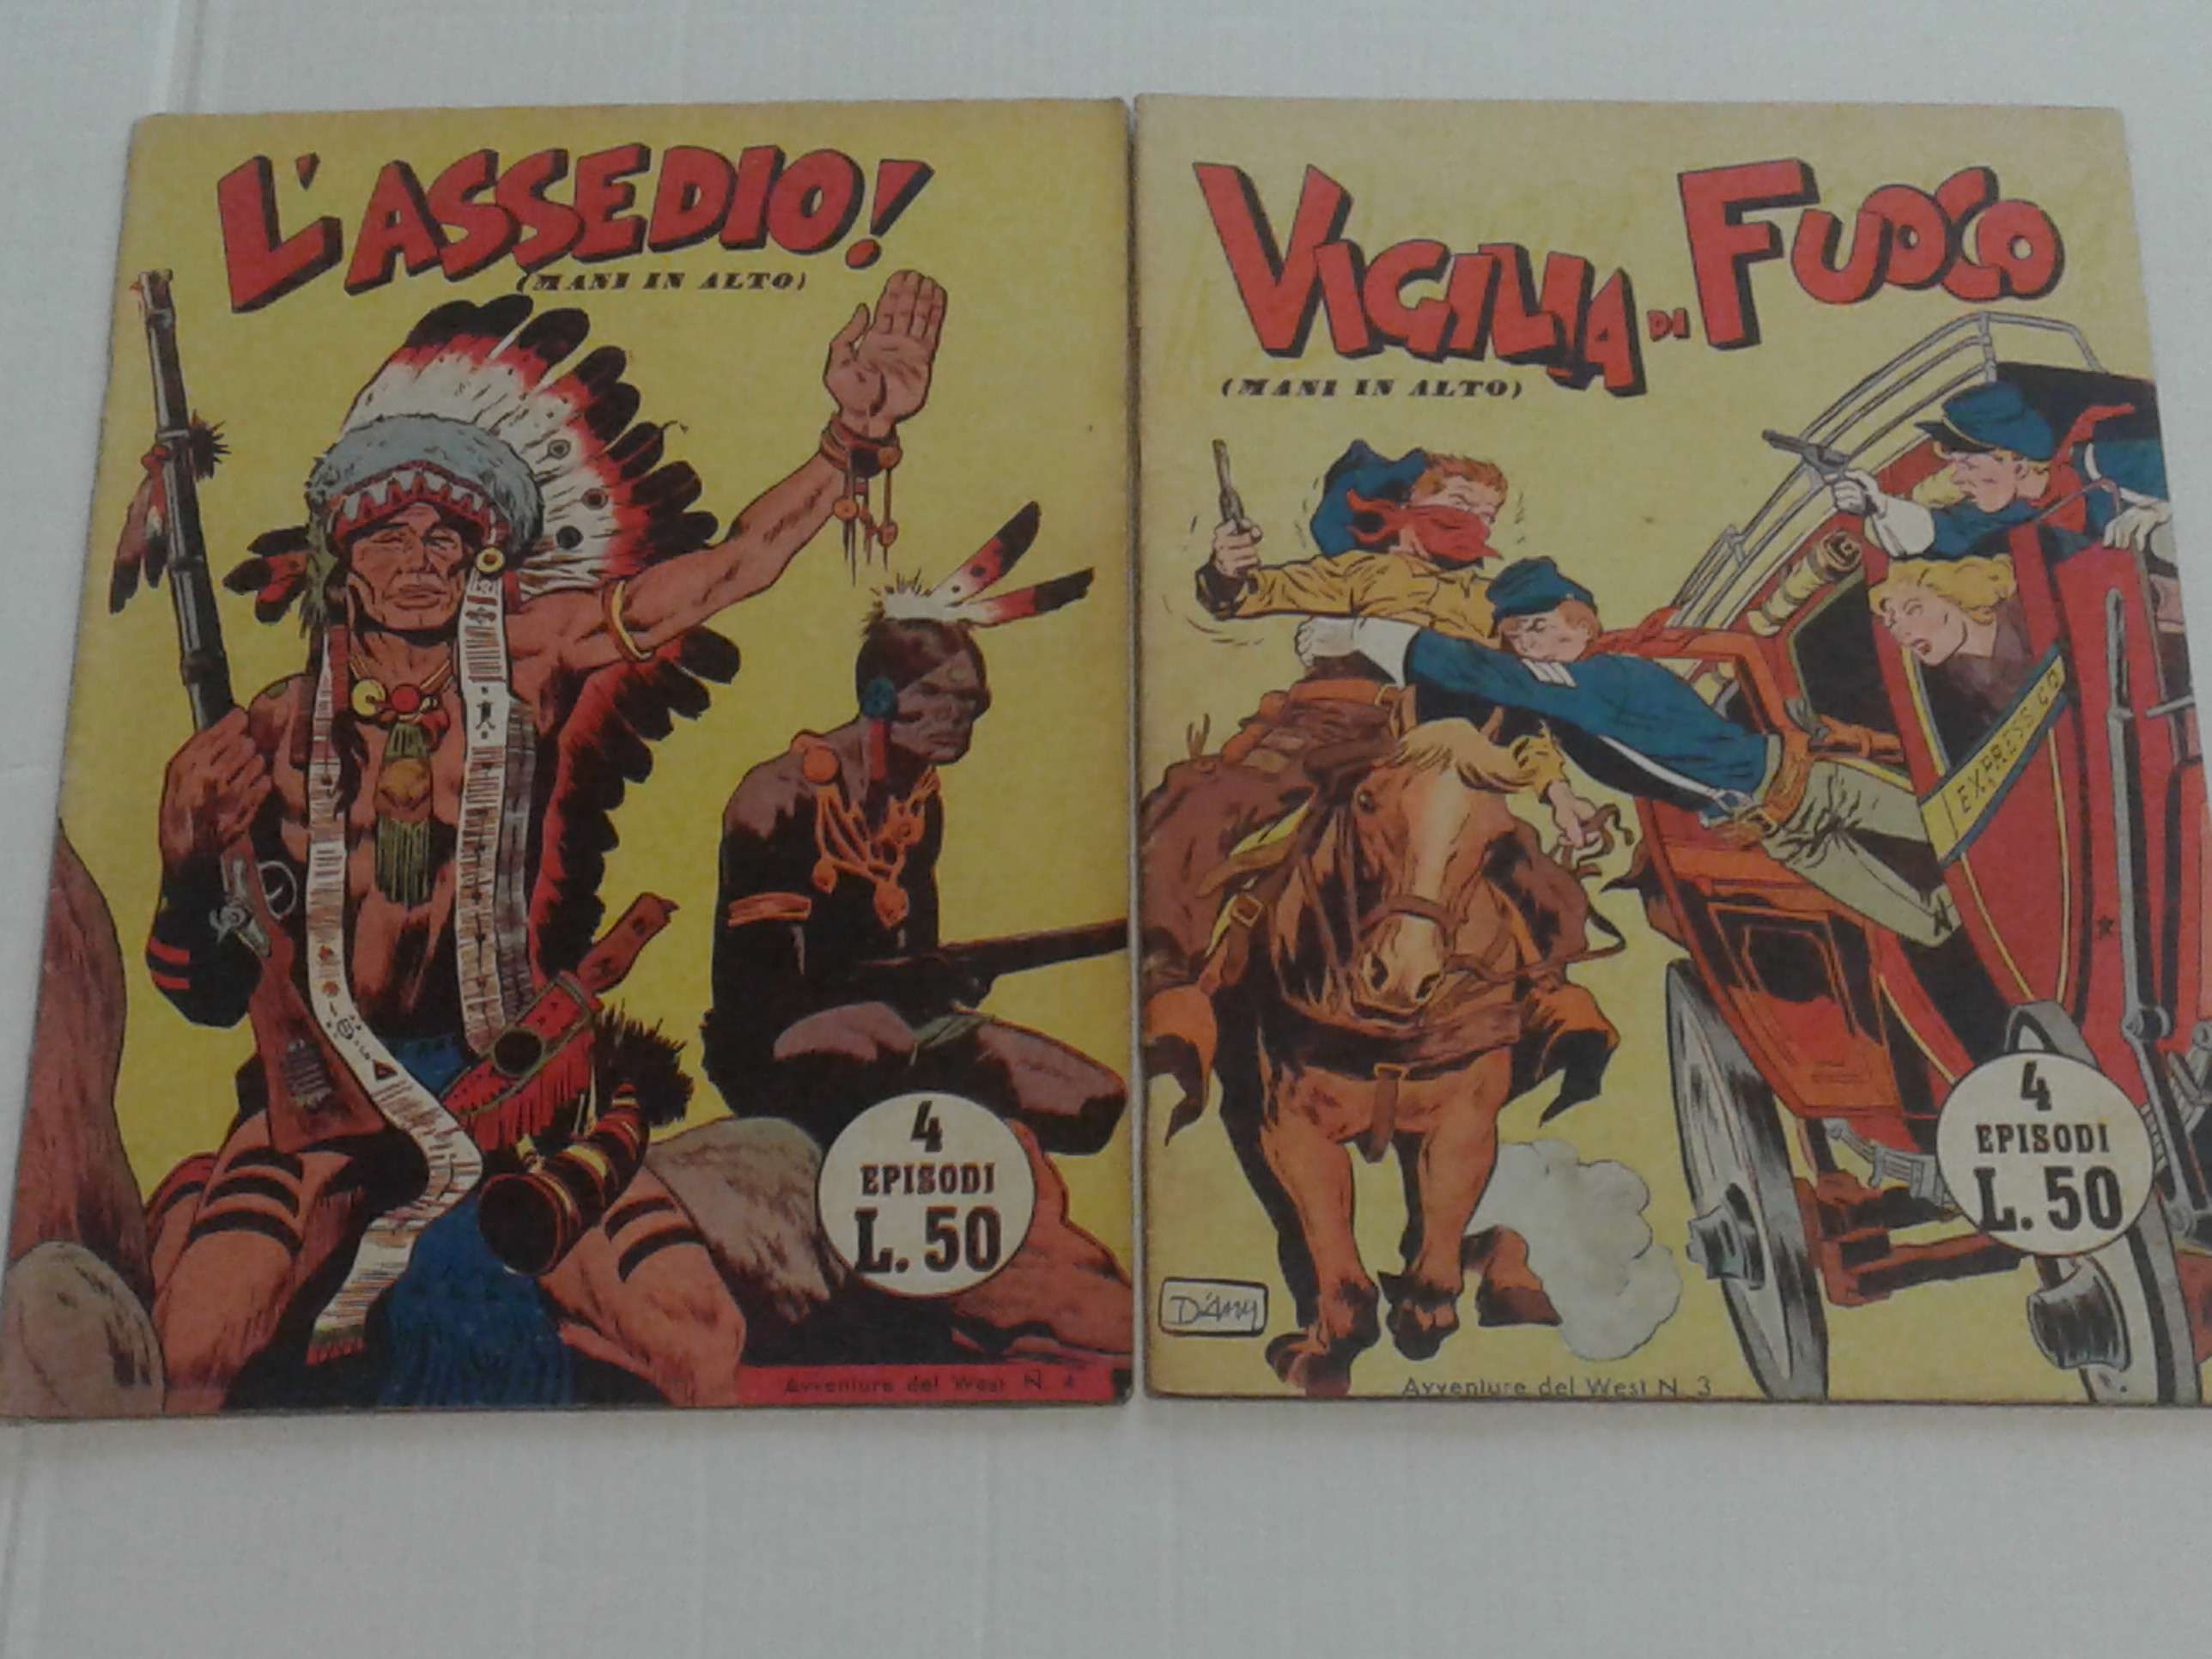 L'ASSEDIO!
(MANI IN ALTO)
4
EPISODI
L. 50
Avventure del West N. 4
VIGILIA DI FUOCO
(MANI IN ALTO)
EXPRESS CO
4
EPISODI
L. 50
D'Amy
Avventure del West N. 3